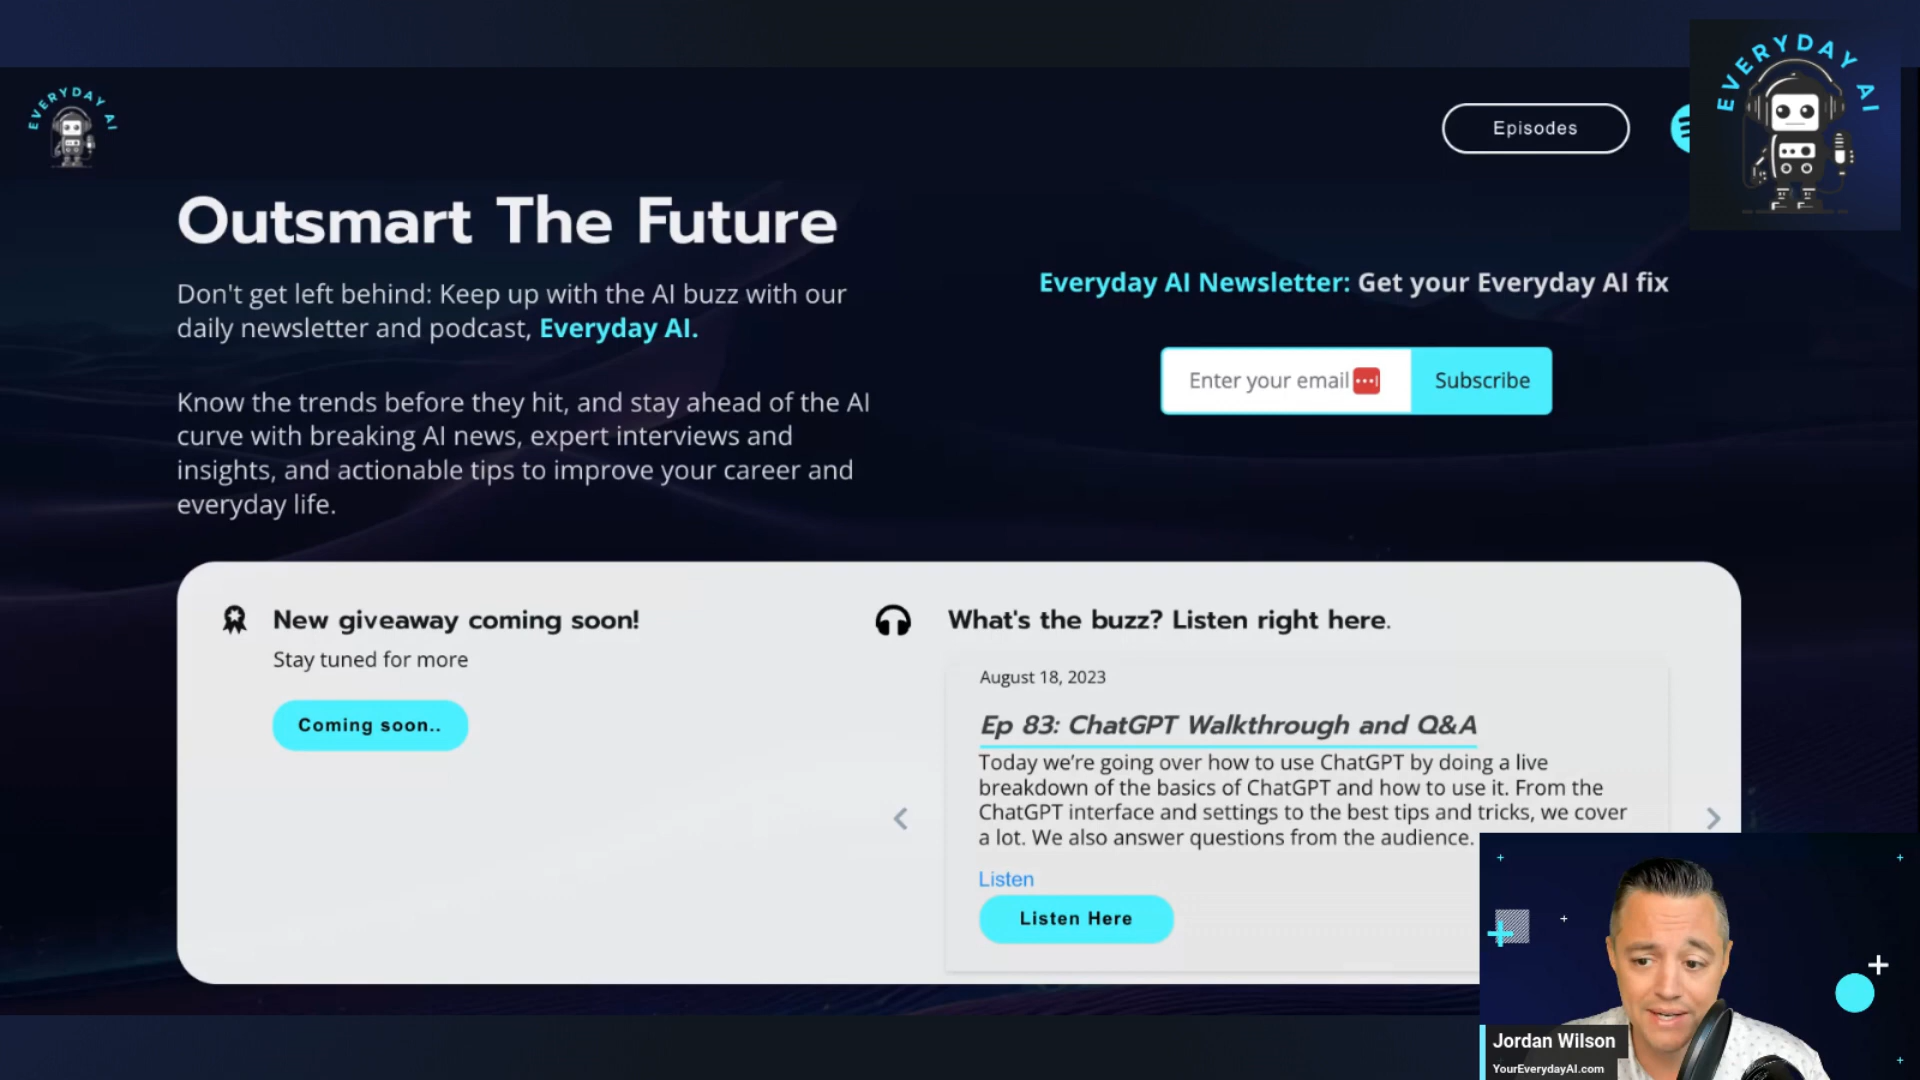 EVERYDAY AI
Episodes
EVERYDAY AI
Outsmart The Future
Don't get left behind: Keep up with the AI buzz with our
daily newsletter and podcast, Everyday AI.
Know the trends before they hit, and stay ahead of the AI
curve with breaking AI news, expert interviews and
insights, and actionable tips to improve your career and
everyday life.
Everyday AI Newsletter: Get your Everyday AI fix
Enter your email
Subscribe
New giveaway coming soon!
Stay tuned for more
Coming soon..
What's the buzz? Listen right here.
August 18, 2023
Ep 83: ChatGPT Walkthrough and Q&A
Today we’re going over how to use ChatGPT by doing a live
breakdown of the basics of ChatGPT and how to use it. From the
ChatGPT interface and settings to the best tips and tricks, we cover
a lot. We also answer questions from the audience.
Listen
Listen Here
Jordan Wilson
YourEverydayAI.com